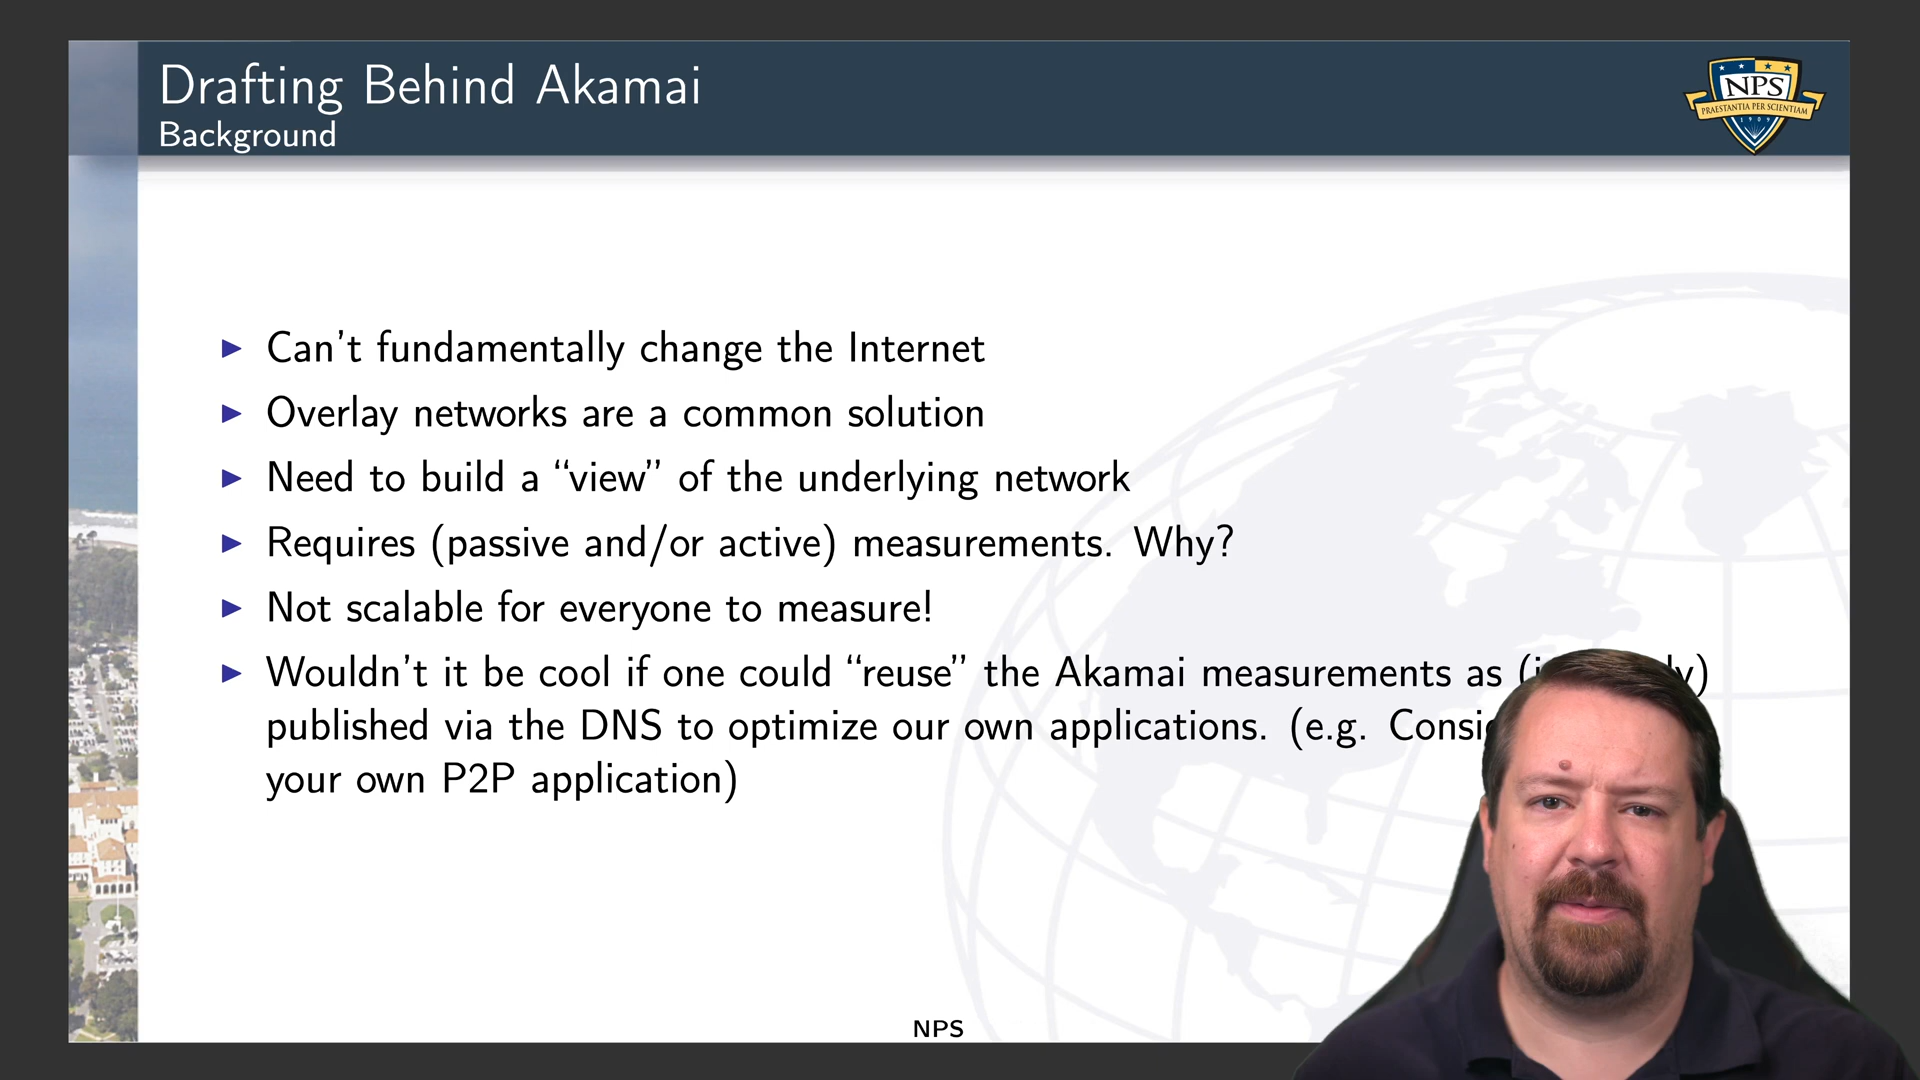 Drafting Behind Akamai
Background
NPS
PRAESTANTIA PER SCIENTIAM
1909
▶ Can't fundamentally change the Internet
▶ Overlay networks are a common solution
▶ Need to build a “view” of the underlying network
▶ Requires (passive and/or active) measurements. Why?
▶ Not scalable for everyone to measure!
▶ Wouldn't it be cool if one could “reuse” the Akamai measurements as
published via the DNS to optimize our own applications. (e.g.
your own P2P application)
NPS